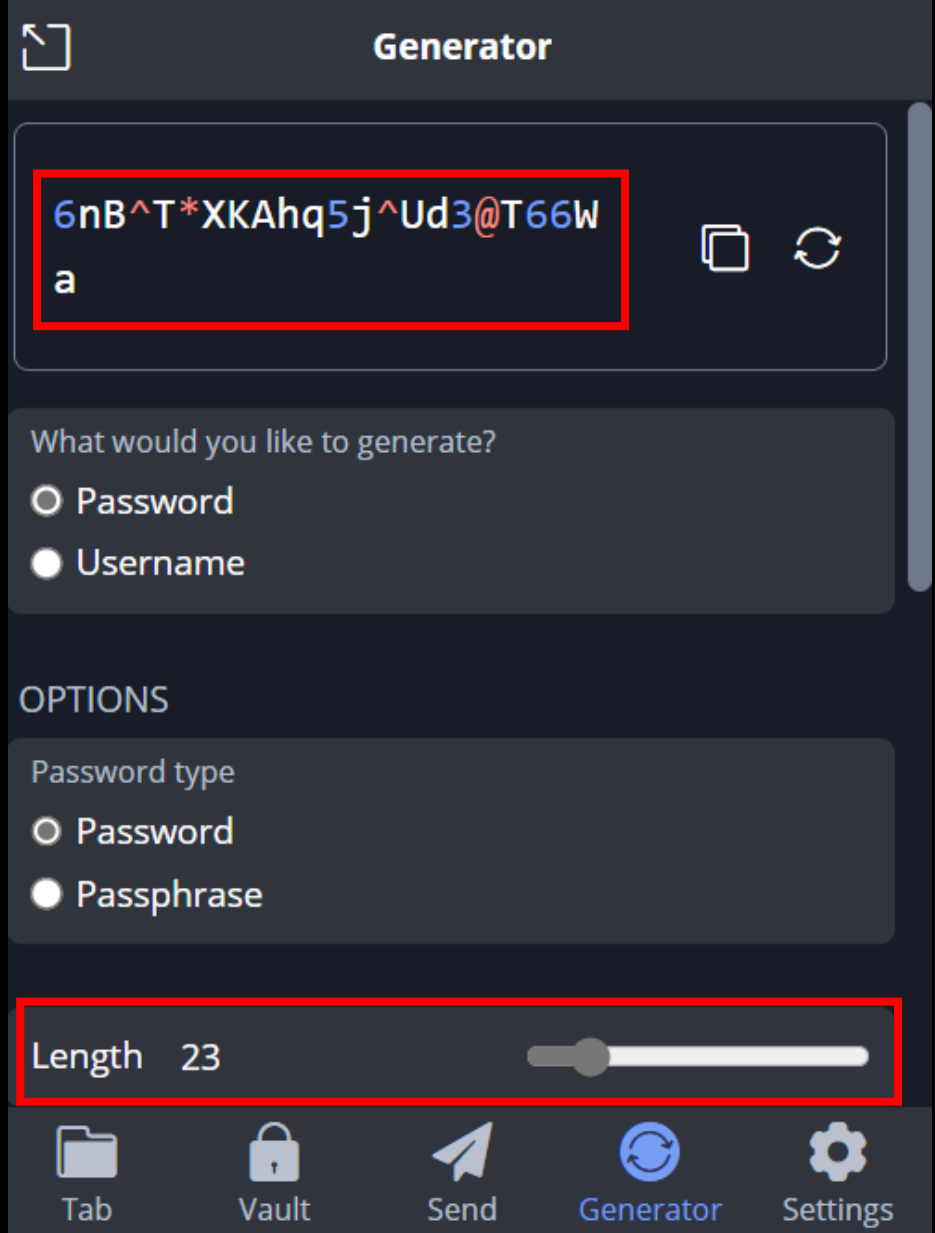 Generator
6nB^T*XKAhq5j^Ud3@T66W
a
What would you like to generate?
Password
Username
OPTIONS
Password type
Password
Passphrase
Length 23
Tab Vault Send Generator Settings